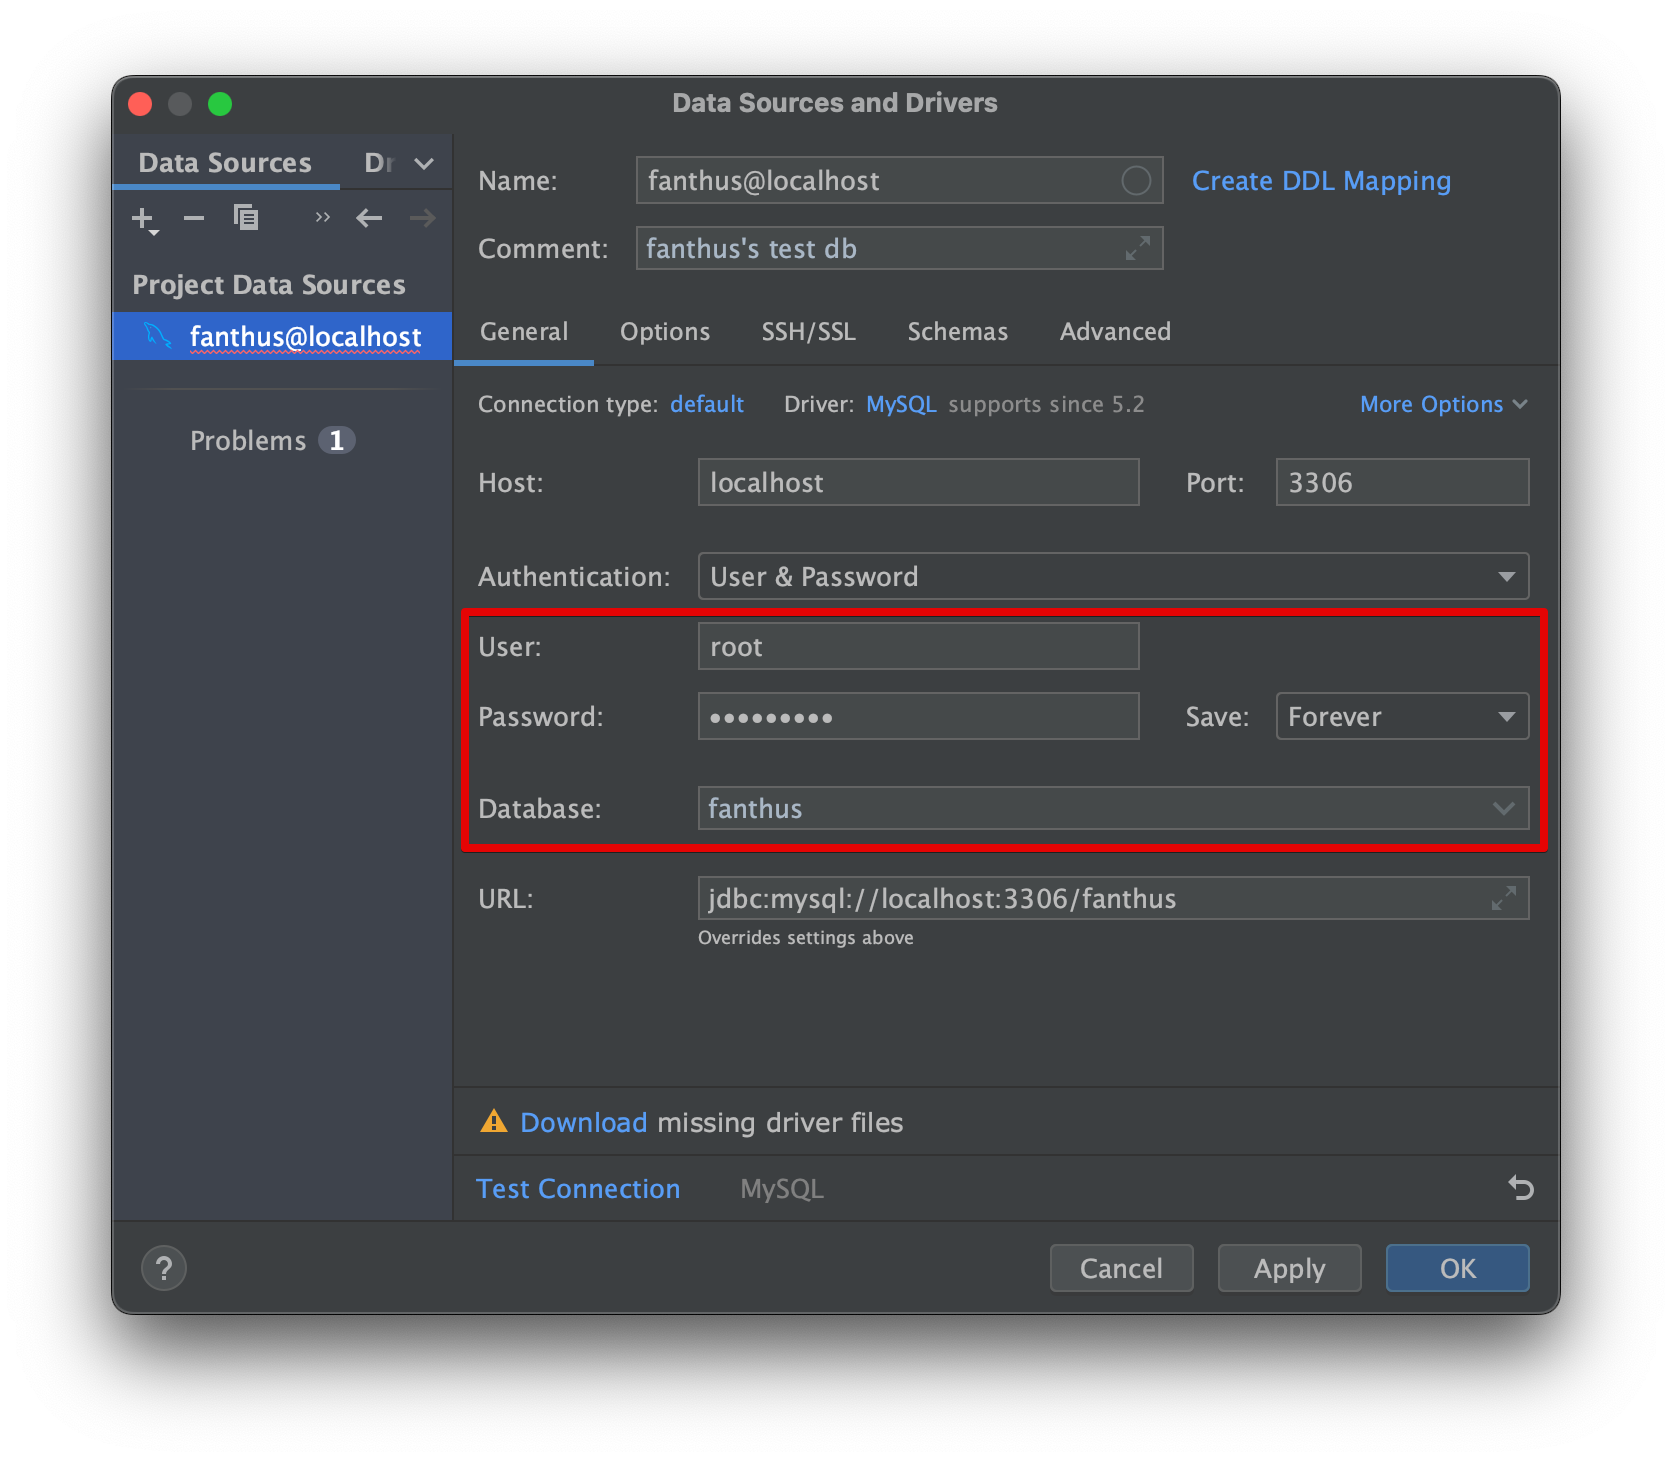 Data Sources and Drivers
Data Sources Dr
Project Data Sources
fanthus@localhost
Problems 1
Name: fanthus@localhost Create DDL Mapping
Comment: fanthus's test db
General Options SSH/SSL Schemas Advanced
Connection type: default Driver: MySQL supports since 5.2 More Options
Host: localhost Port: 3306
Authentication: User & Password
User: root
Password: ••••••••• Save: Forever
Database: fanthus
URL: jdbc:mysql://localhost:3306/fanthus
Overrides settings above
Download missing driver files
Test Connection MySQL
? Cancel Apply OK